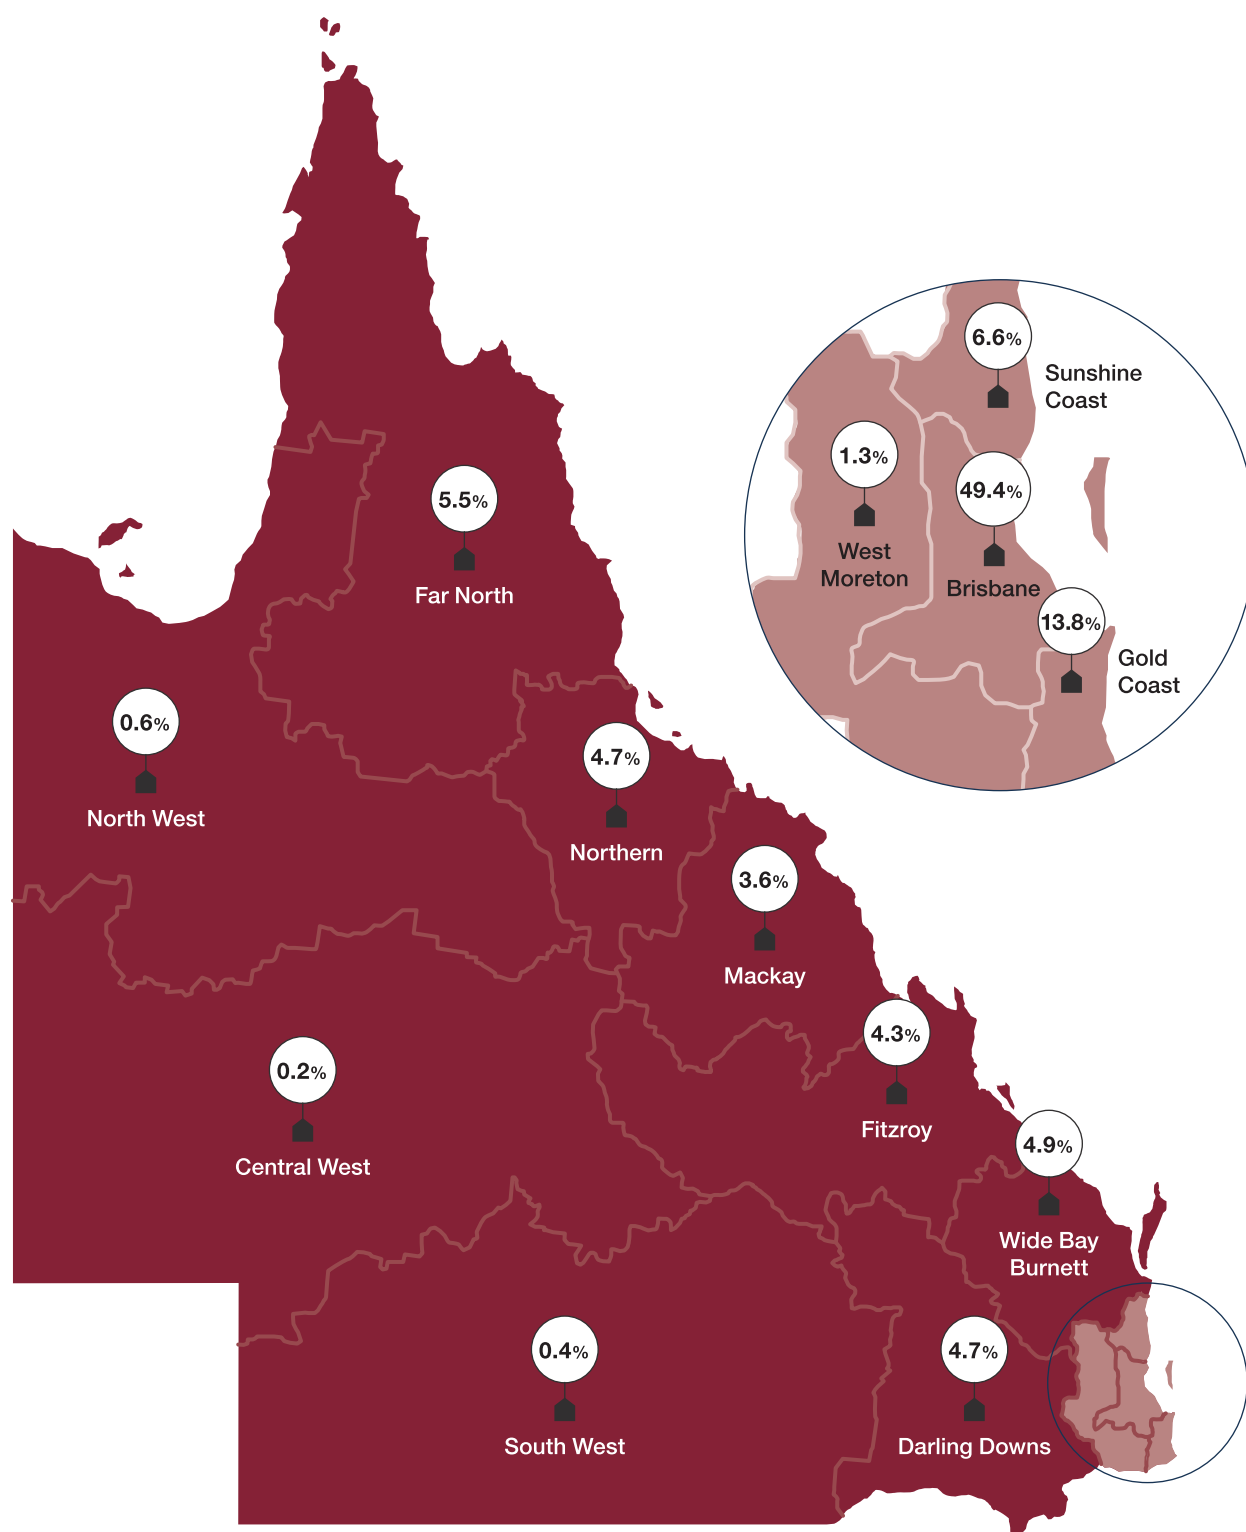 6.6%
Sunshine
Coast
1.3%
West
Moreton
49.4%
Brisbane
13.8%
Gold
Coast
5.5%
Far North
0.6%
North West
4.7%
Northern
3.6%
Mackay
4.3%
Fitzroy
0.2%
Central West
4.9%
Wide Bay
Burnett
0.4%
South West
4.7%
Darling Downs